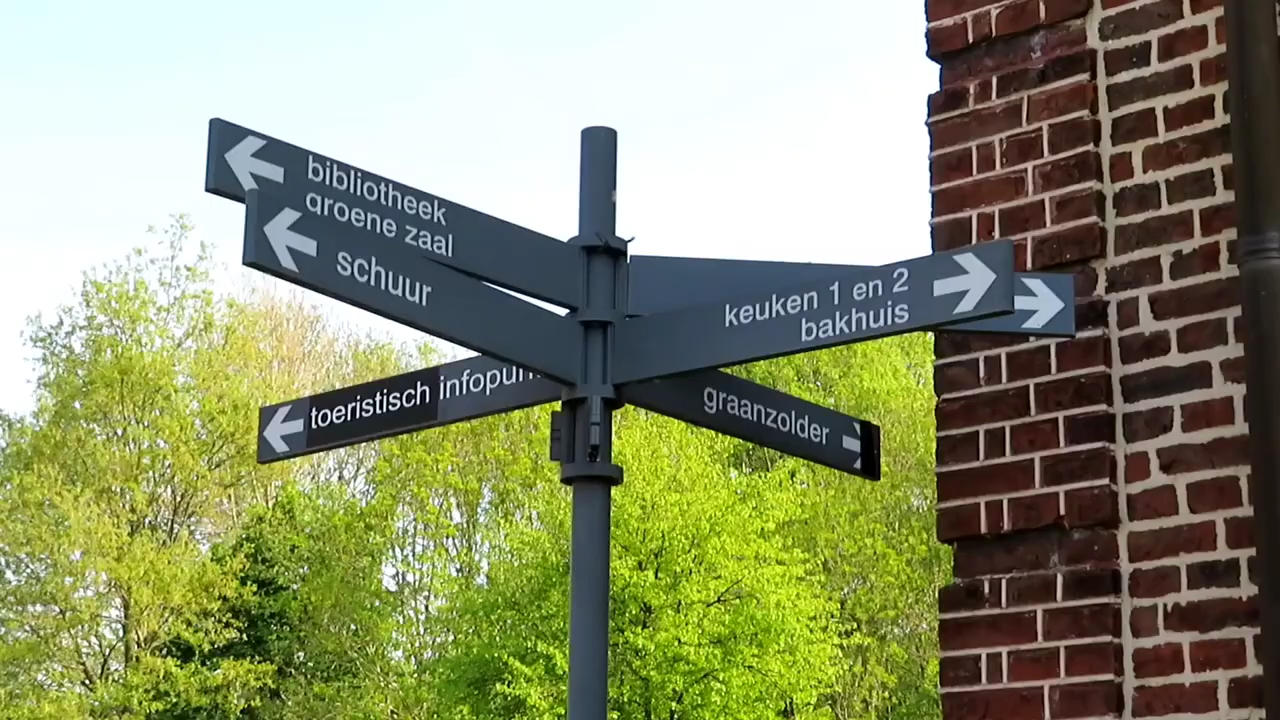 bibliotheek
groene zaal
schuur
keuken 1 en 2
bakhuis
toeristisch
graanzolder